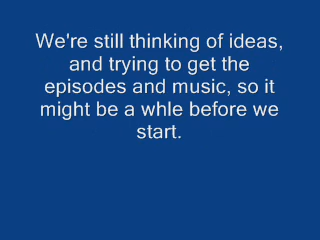 We're still thinking of ideas,
and trying to get the
episodes and music, so it
might be a whle before we
start.